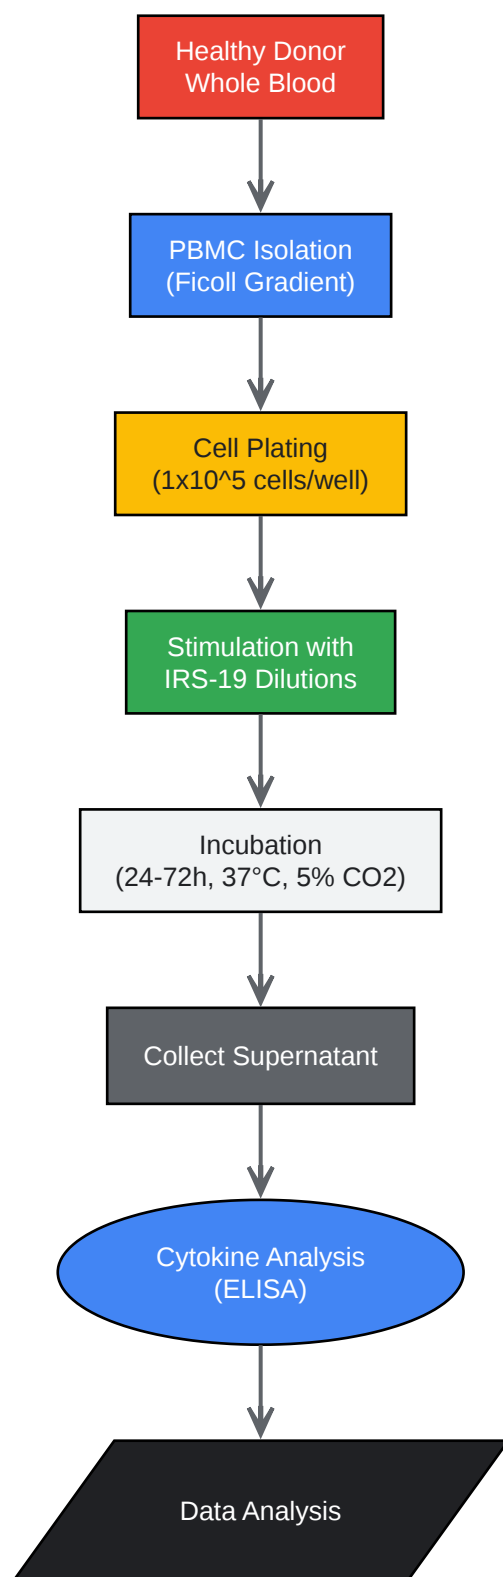 Healthy Donor
Whole Blood
PBMC Isolation
(Ficoll Gradient)
Cell Plating
(1x10^5 cells/well)
Stimulation with
IRS-19 Dilutions
Incubation
(24-72h, 37°C, 5% CO2)
Collect Supernatant
Cytokine Analysis
(ELISA)
Data Analysis